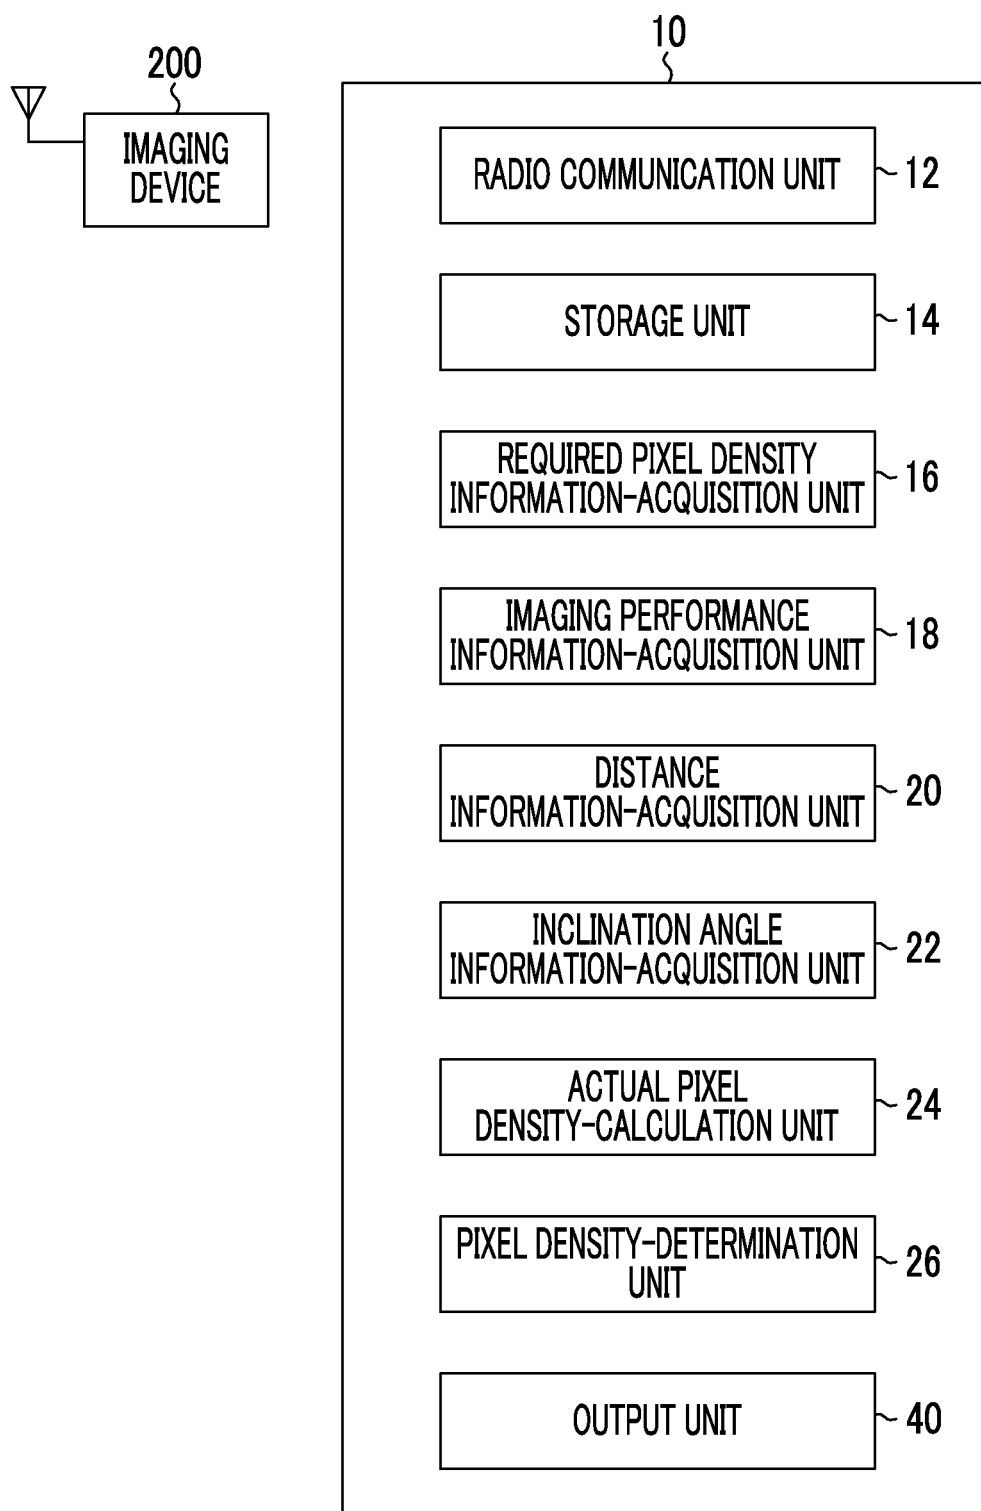 10
200
IMAGING
DEVICE
RADIO COMMUNICATION UNIT
12
STORAGE UNIT
14
REQUIRED PIXEL DENSITY
INFORMATION-ACQUISITION UNIT
16
IMAGING PERFORMANCE
INFORMATION-ACQUISITION UNIT
18
DISTANCE
INFORMATION-ACQUISITION UNIT
20
INCLINATION ANGLE
INFORMATION-ACQUISITION UNIT
22
ACTUAL PIXEL
DENSITY-CALCULATION UNIT
24
PIXEL DENSITY-DETERMINATION
UNIT
26
OUTPUT UNIT
40